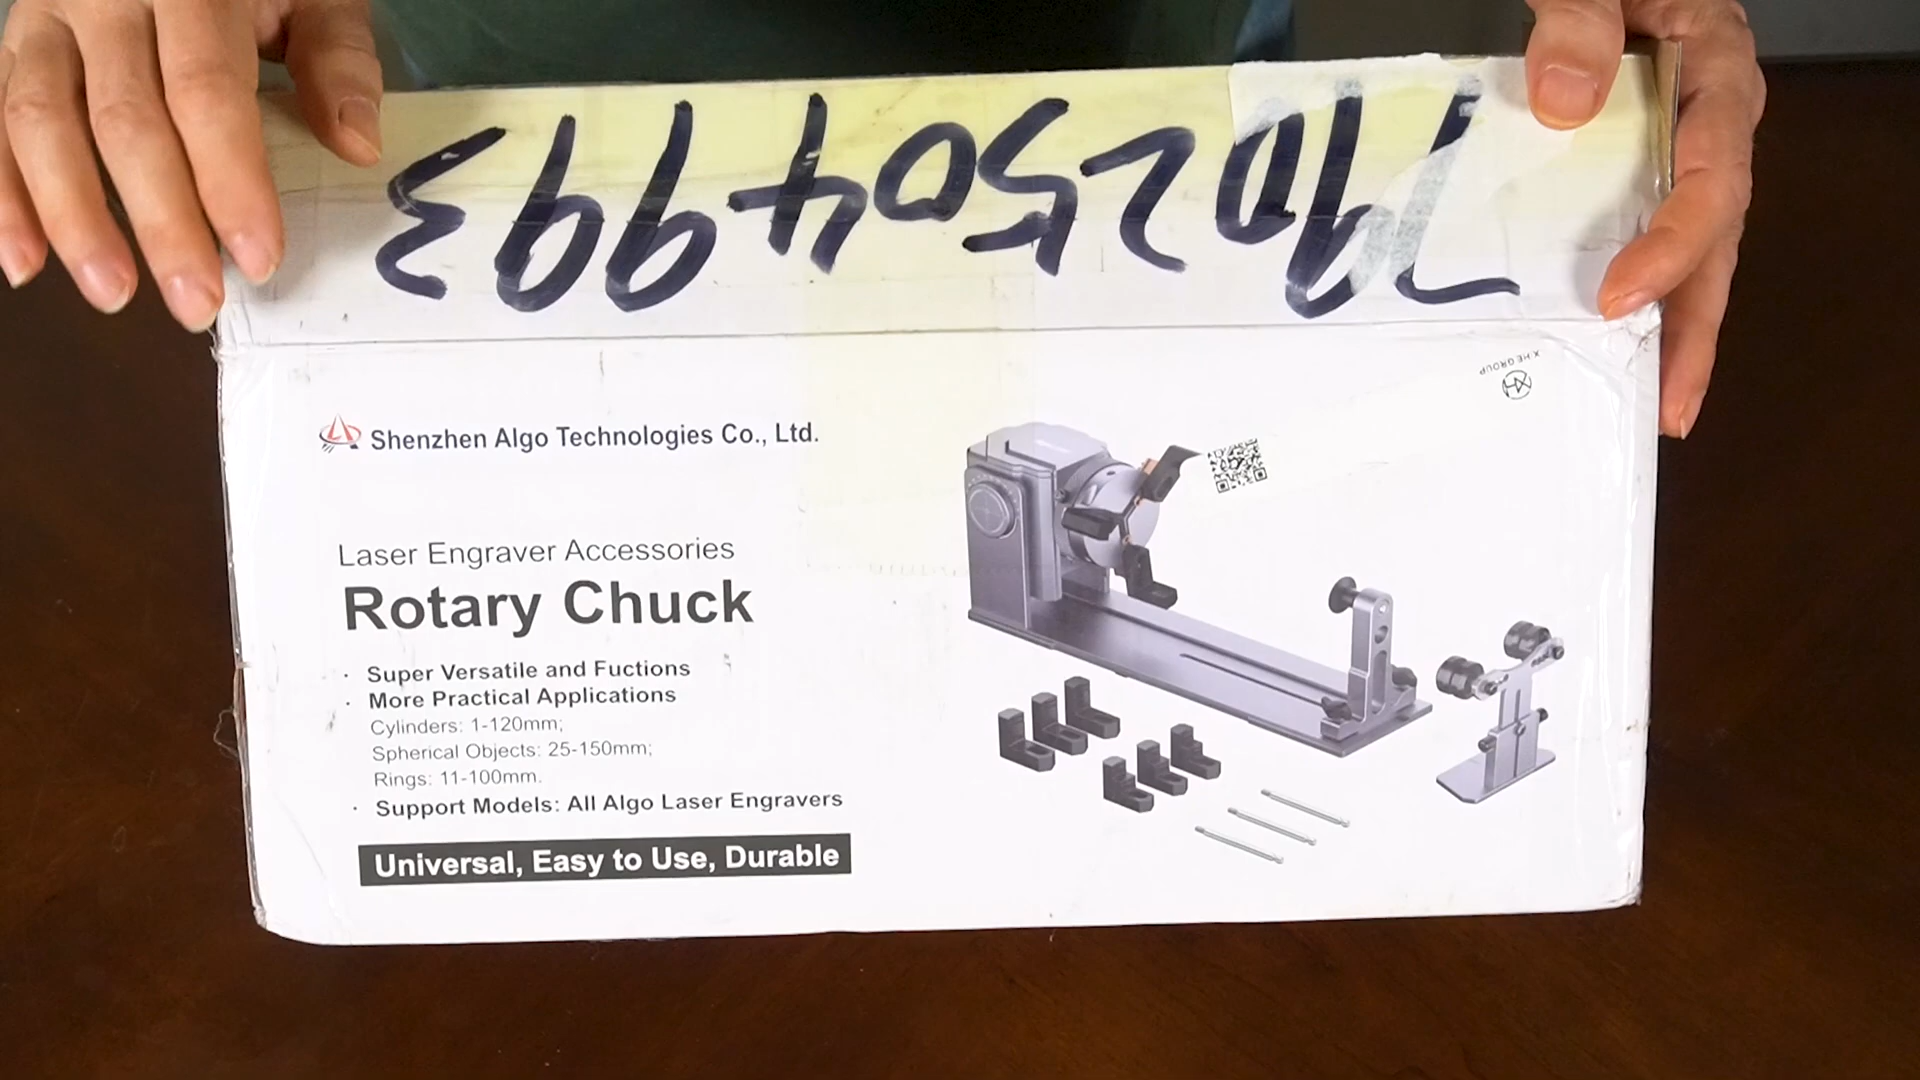 7902504993
X.HE GROUP
Shenzhen Algo Technologies Co., Ltd.
Laser Engraver Accessories
Rotary Chuck
· Super Versatile and Fuctions
· More Practical Applications
Cylinders: 1-120mm;
Spherical Objects: 25-150mm;
Rings: 11-100mm.
· Support Models: All Algo Laser Engravers
Universal, Easy to Use, Durable